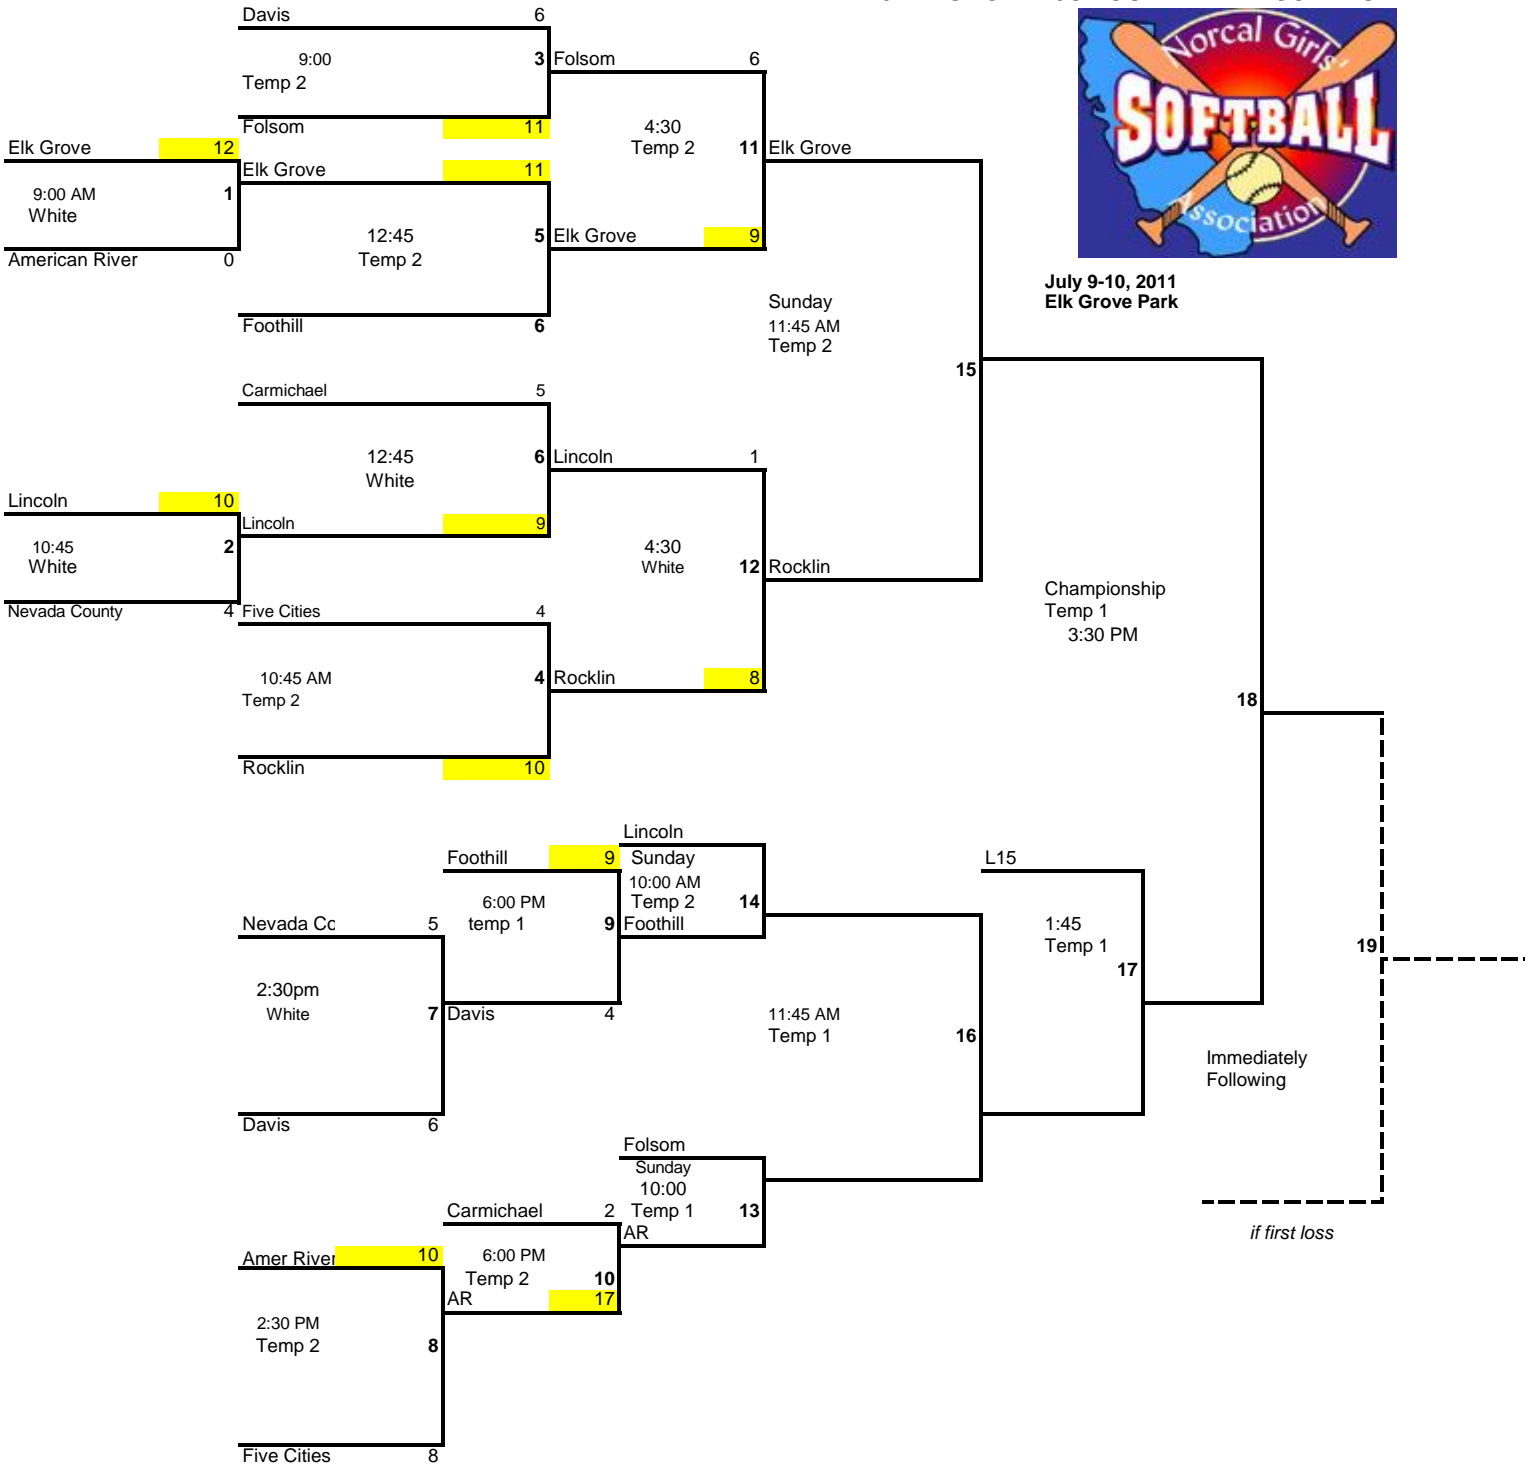 Davis 6
9:00
Temp 2
3 Folsom 6
Folsom 11
4:30
Temp 2
11 Elk Grove
Elk Grove 12
9:00 AM
White
1
American River 0
Elk Grove 11
12:45
Temp 2
5 Elk Grove 9
Foothill 6
Norcal Girls'
SOFTBALL
Association
July 9-10, 2011
Elk Grove Park
Sunday
11:45 AM
Temp 2
15
Carmichael 5
12:45
White
6 Lincoln 1
Lincoln 10
10:45
White
2
Nevada County 4
Lincoln 9
4:30
White
12 Rocklin
Five Cities 4
10:45 AM
Temp 2
4 Rocklin 8
Rocklin 10
Championship
Temp 1
3:30 PM
18
Lincoln
Foothill 9
Sunday
10:00 AM
Temp 2
14
6:00 PM
temp 1
9 Foothill
L15
Nevada Co 5
2:30pm
White
7 Davis 4
Davis 6
1:45
Temp 1
17
19
11:45 AM
Temp 1
16
Immediately
Following
Folsom
Sunday
10:00
Temp 1
13
Carmichael 2
AR
Amer River 10
6:00 PM
Temp 2
10
AR 17
2:30 PM
Temp 2
8
Five Cities 8
if first loss